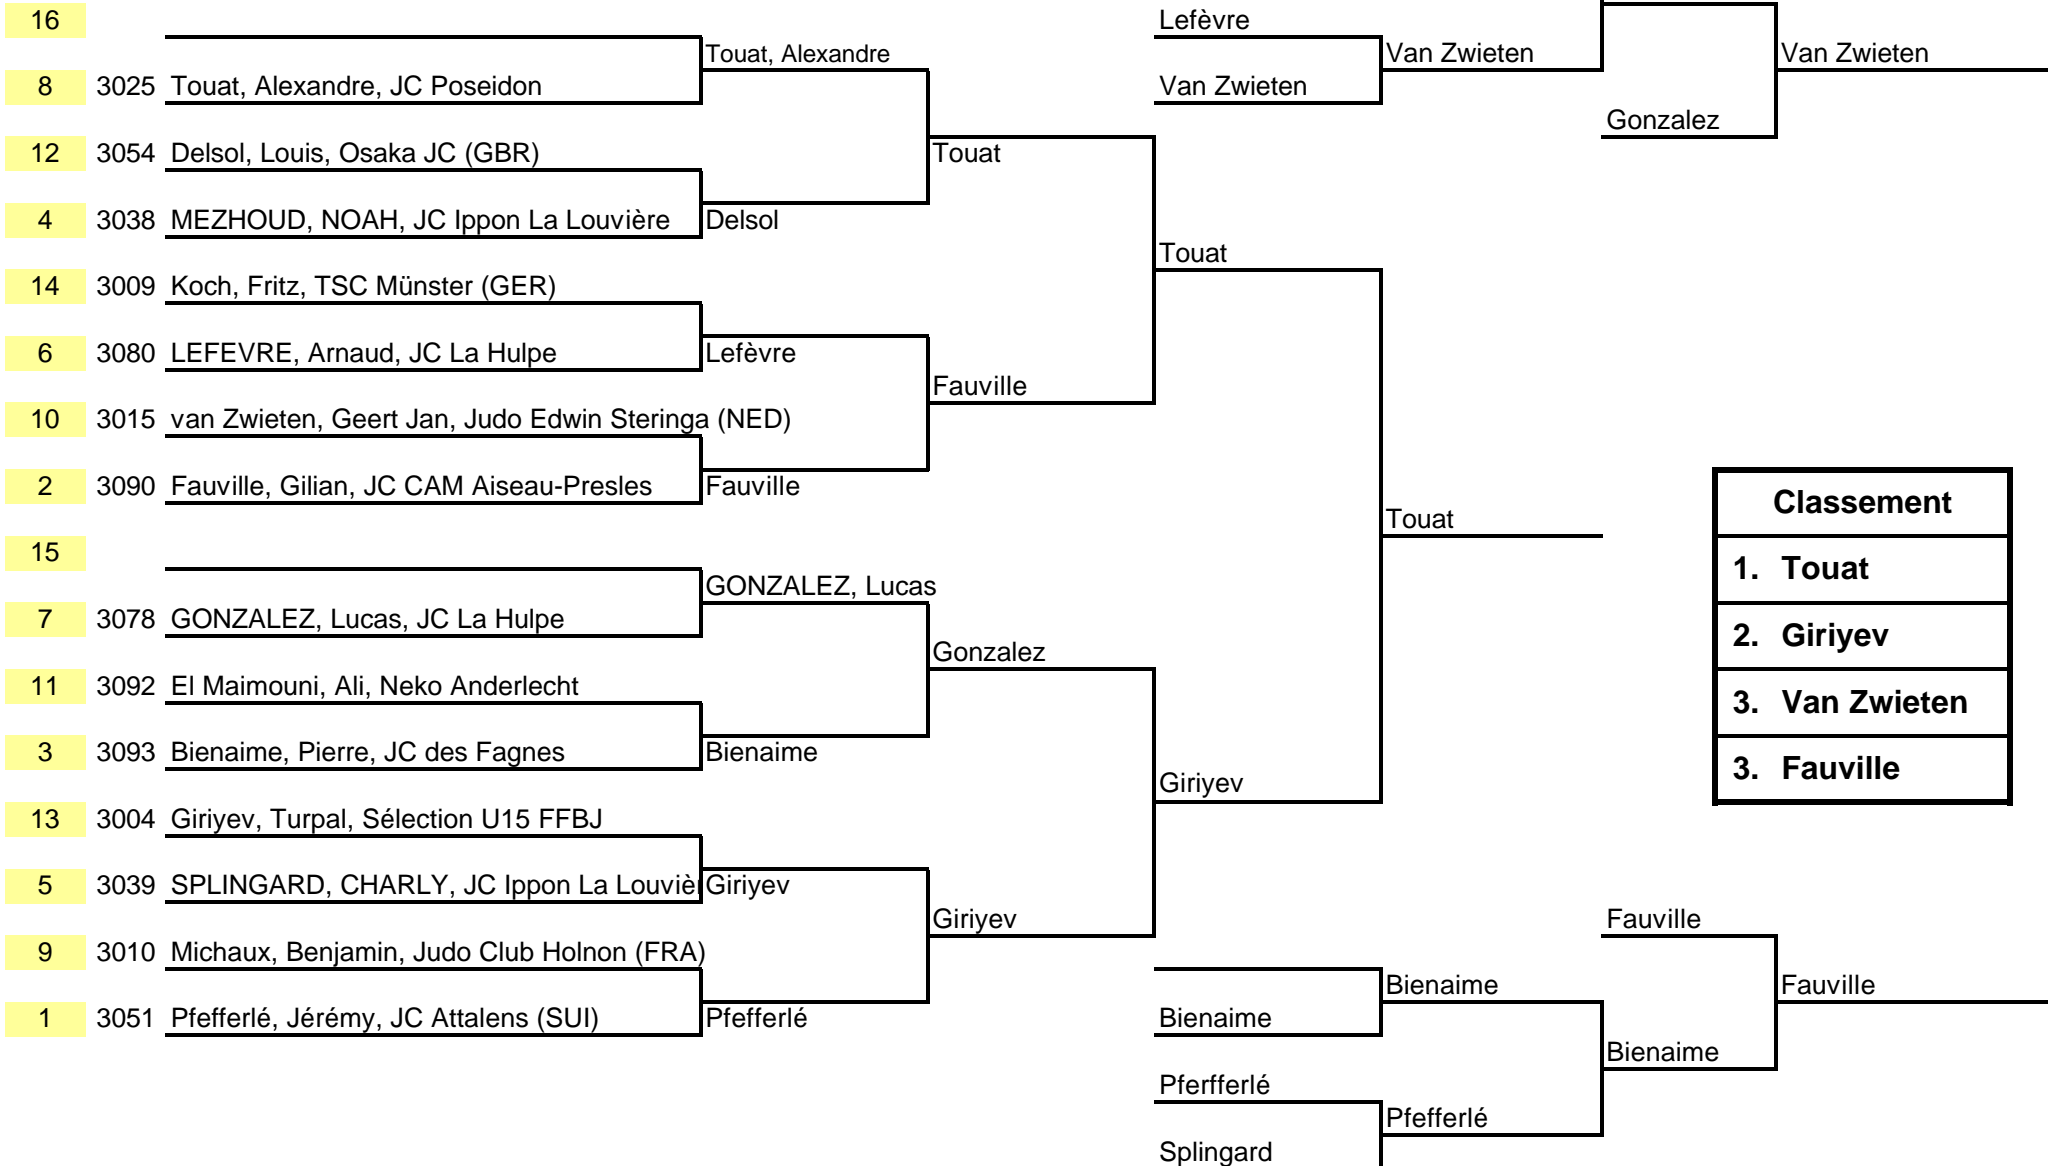 16
Lefèvre
Touat, Alexandre
Van Zwieten
Van Zwieten
8 3025 Touat, Alexandre, JC Poseidon
Van Zwieten
Gonzalez
12 3054 Delsol, Louis, Osaka JC (GBR)
Touat
4 3038 MEZHOUD, NOAH, JC Ippon La Louvière
Delsol
Touat
14 3009 Koch, Fritz, TSC Münster (GER)
6 3080 LEFEVRE, Arnaud, JC La Hulpe
Lefèvre
Fauville
10 3015 van Zwieten, Geert Jan, Judo Edwin Steringa (NED)
2 3090 Fauville, Gilian, JC CAM Aiseau-Presles
Fauville
Classement
Touat
15
1. Touat
GONZALEZ, Lucas
7 3078 GONZALEZ, Lucas, JC La Hulpe
2. Giriyev
Gonzalez
11 3092 El Maimouni, Ali, Neko Anderlecht
3. Van Zwieten
3 3093 Bienaime, Pierre, JC des Fagnes
Bienaime
3. Fauville
Giriyev
13 3004 Giriyev, Turpal, Sélection U15 FFBJ
5 3039 SPLINGARD, CHARLY, JC Ippon La Louviè
Giriyev
Giriyev
Fauville
9 3010 Michaux, Benjamin, Judo Club Holnon (FRA)
Bienaime
Fauville
1 3051 Pfefferlé, Jérémy, JC Attalens (SUI)
Pfefferlé
Bienaime
Bienaime
Pferfferlé
Pfefferlé
Splingard